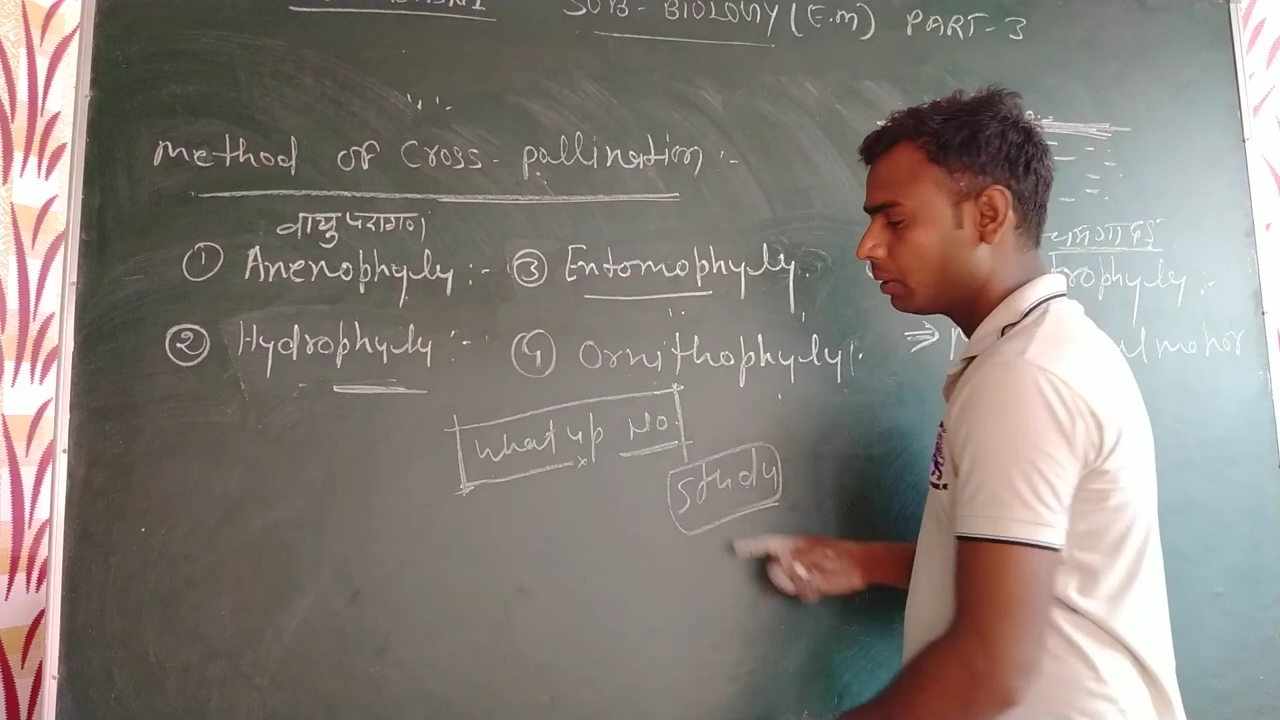 SUB-BIOLOGY (E.M) PART-3
Method of Cross-pollination :-
वायुपरागण
① Anenophyly :- ③ Entomophyly. rophyly :-
② Hydrophyly :- ④ Ornithophyly :- ⇒
What up No.
Study